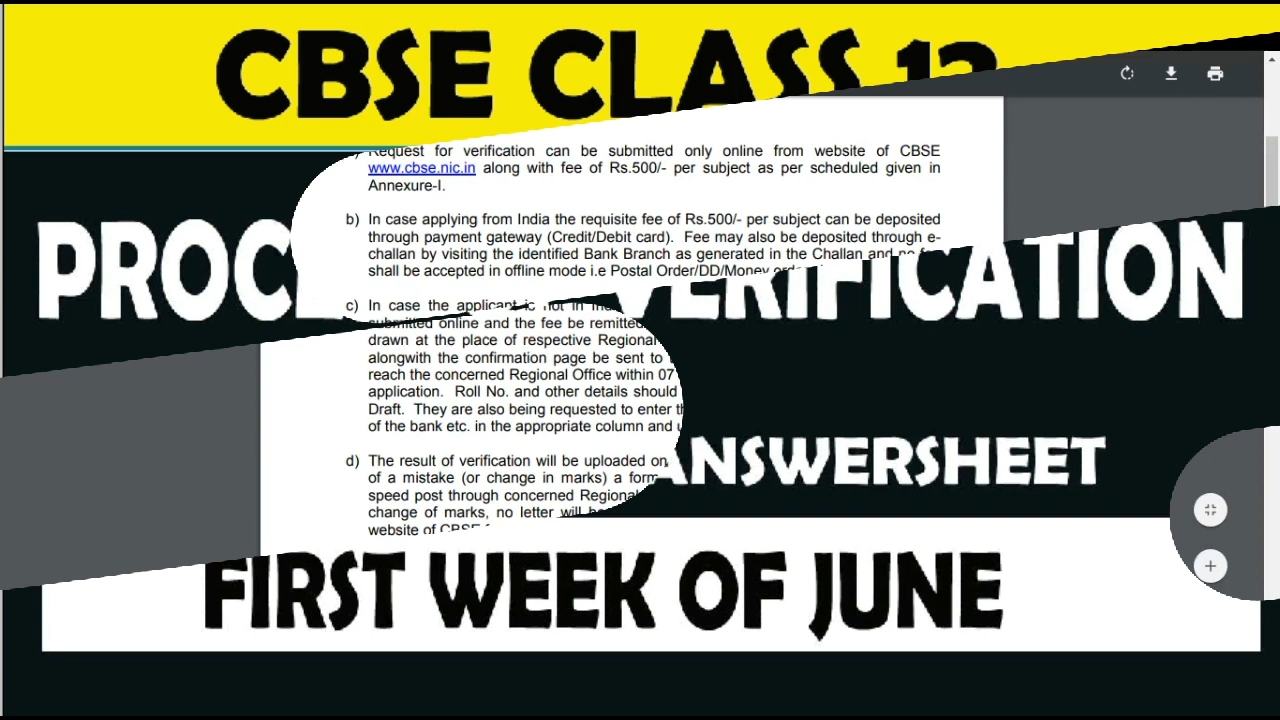 CBSE CLASS 12
Request for verification can be submitted only online from website of CBSE
www.cbse.nic.in along with fee of Rs.500/- per subject as per scheduled given in
Annexure-I.
b) In case applying from India the requisite fee of Rs.500/- per subject can be deposited
through payment gateway (Credit/Debit card). Fee may also be deposited through e-
challan by visiting the identified Bank Branch as generated in the Challan and no
shall be accepted in offline mode i.e Postal Order/DD/Money
VERIFICATION
c) In case the applicant is not in
submitted online and the fee be remitted
drawn at the place of respective Regional
alongwith the confirmation page be sent to
reach the concerned Regional Office within 07
application. Roll No. and other details should
Draft. They are also being requested to enter
of the bank etc. in the appropriate column and
ANSWERSHEET
d) The result of verification will be uploaded on
of a mistake (or change in marks) a
speed post through concerned Regional
change of marks, no letter will
website of CBSE
FIRST WEEK OF JUNE